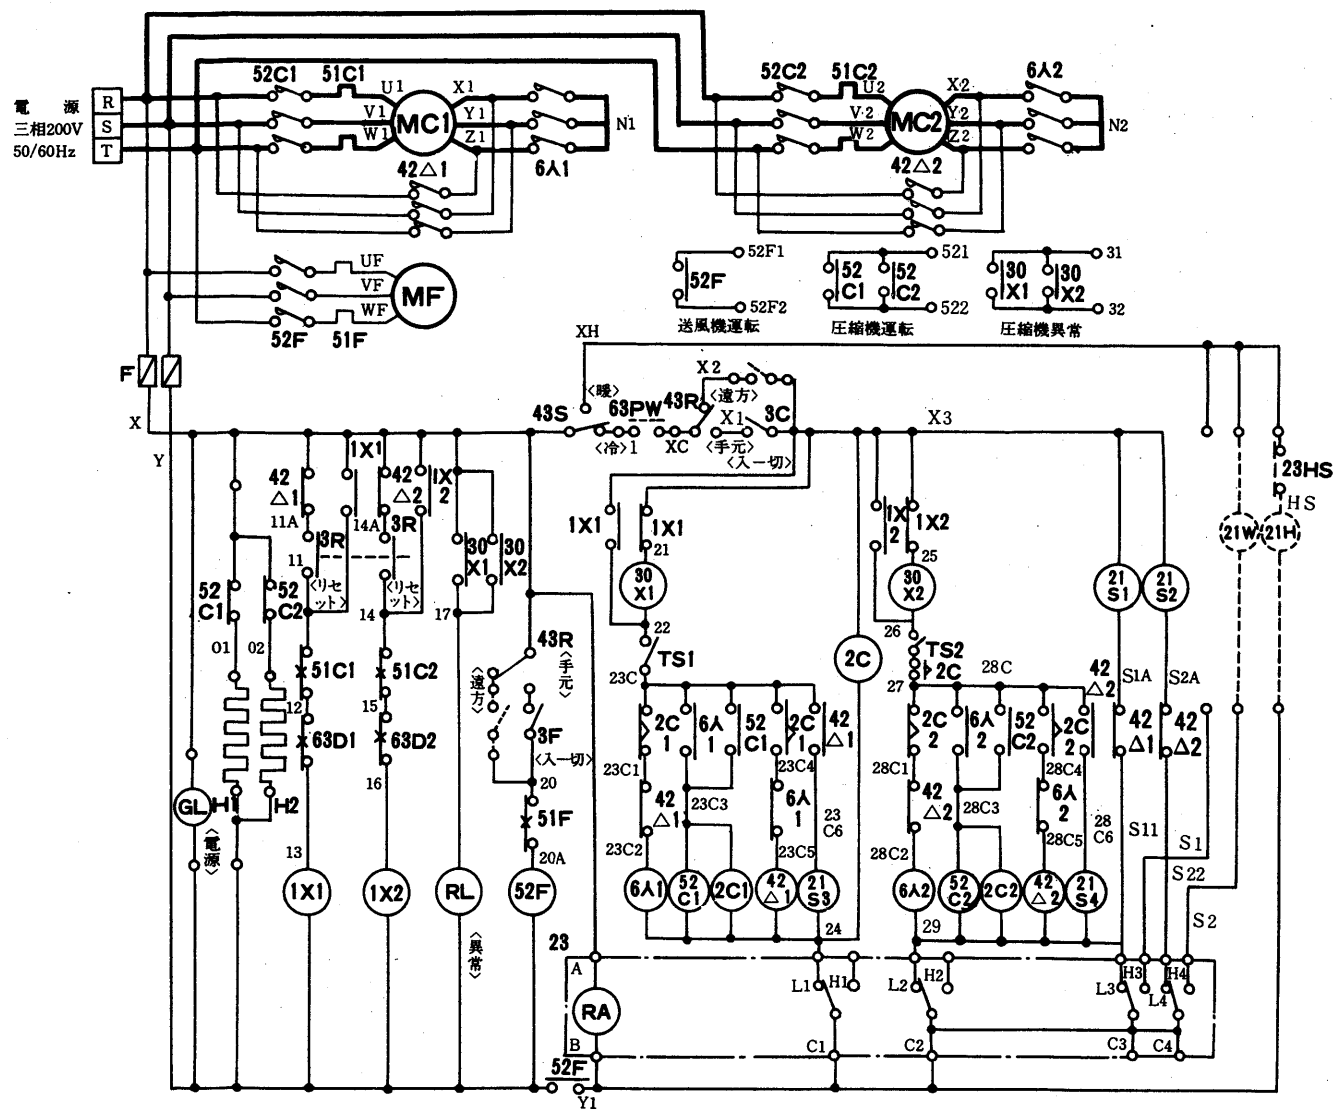 52C1
51C1
U1
X1
52C2
51C2
U2
X2
6人2
電源
R
三相200V
S
50/60Hz
T
V1
MC1
Y1
N1
V2
MC2
Y2
N2
W1
Z1
W2
Z2
42△1
6人1
42△2
UF
VF
MF
WF
52F
51F
52F1
52F
52F2
送風機運転
521
52
C1
52
C2
522
圧縮機運転
31
30
X1
30
X2
32
圧縮機異常
XH
F
X
Y
43S
〈暖〉
〈冷〉
63PW
1
XC
43R
X2
〈遠方〉
X1
〈手元〉
3C
〈入ー切〉
X3
42
△1
11A
1X1
14A
42
△2
1X
2
3R
11
〈リセット〉
3R
14
〈リセット〉
30
X1
30
X2
17
1X1
1X1
21
30
X1
22
TS1
23C
1X
2
1X2
25
30
X2
26
TS2
2C
27
28C
2C
21
S1
21
S2
23HS
HS
21W
21H
52
C1
52
C2
01
02
51C1
12
63D1
51C2
15
63D2
16
43R
〈遠方〉
〈手元〉
3F
〈入ー切〉
20
51F
20A
GL
〈電源〉
H1
H2
13
1X1
1X2
RL
〈異常〉
52F
2C
1
6人
1
52
C1
2C
1
42
△1
23C1
42
△1
23C2
23C3
23C4
6人
1
23C5
23
C6
6人1
52
C1
2C1
42
△1
21
S3
24
2C
2
6人
2
52
C2
2C
2
42
△2
28C1
42
△2
28C2
28C3
28C4
6人
2
28C5
28
C6
6人2
52
C2
2C2
42
△2
21
S4
29
S1A
S2A
42
△1
42
△2
S11
S1
S22
S2
23
A
RA
B
L1
H1
C1
L2
H2
C2
L3
H3
C3
L4
H4
C4
52F
Y1